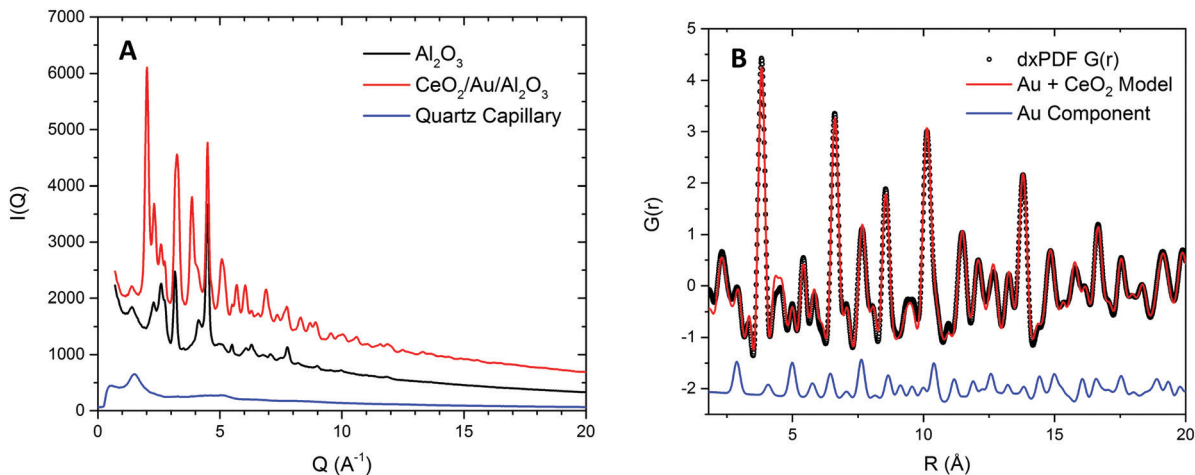 A
Al₂O₃
CeO₂/Au/Al₂O₃
Quartz Capillary
7000
6000
5000
4000
3000
2000
1000
0
I(Q)
0 5 10 15 20
Q (A⁻¹)
B
dxPDF G(r)
Au + CeO₂ Model
Au Component
5
4
3
2
1
0
-1
-2
G(r)
5 10 15 20
R (Å)